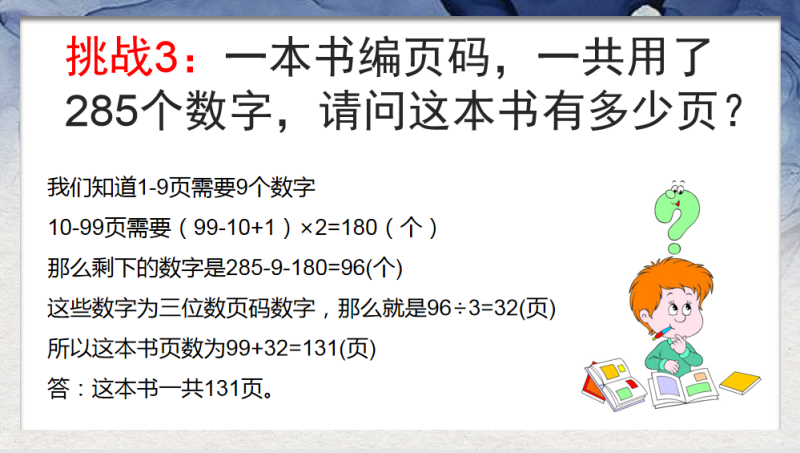 挑战3：一本书编页码，一共用了
285个数字，请问这本书有多少页？
我们知道1-9页需要9个数字
10-99页需要（99-10+1）×2=180（个）
那么剩下的数字是285-9-180=96(个)
这些数字为三位数页码数字，那么就是96÷3=32(页)
所以这本书页数为99+32=131(页)
答：这本书一共131页。